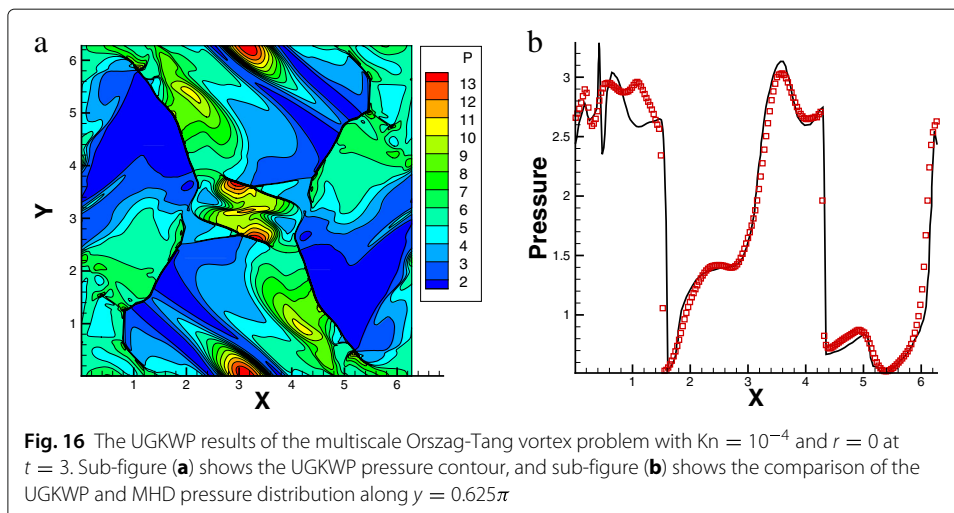 a
b
P
13
12
11
10
9
8
7
6
5
4
3
2
6
5
4
3
2
1
Y
1 2 3 4 5 6
X
3
2.5
2
1.5
1
Pressure
1 2 3 4 5 6
X
Fig. 16 The UGKWP results of the multiscale Orszag-Tang vortex problem with Kn = 10⁻⁴ and r = 0 at
t = 3. Sub-figure (a) shows the UGKWP pressure contour, and sub-figure (b) shows the comparison of the
UGKWP and MHD pressure distribution along y = 0.625π